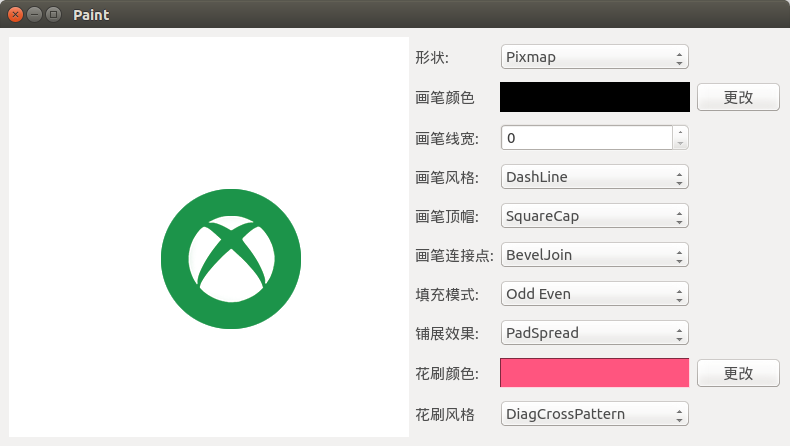 Paint
形状: Pixmap
画笔颜色 更改
画笔线宽: 0
画笔风格: DashLine
画笔顶帽: SquareCap
画笔连接点: BevelJoin
填充模式: Odd Even
铺展效果: PadSpread
花刷颜色: 更改
花刷风格 DiagCrossPattern